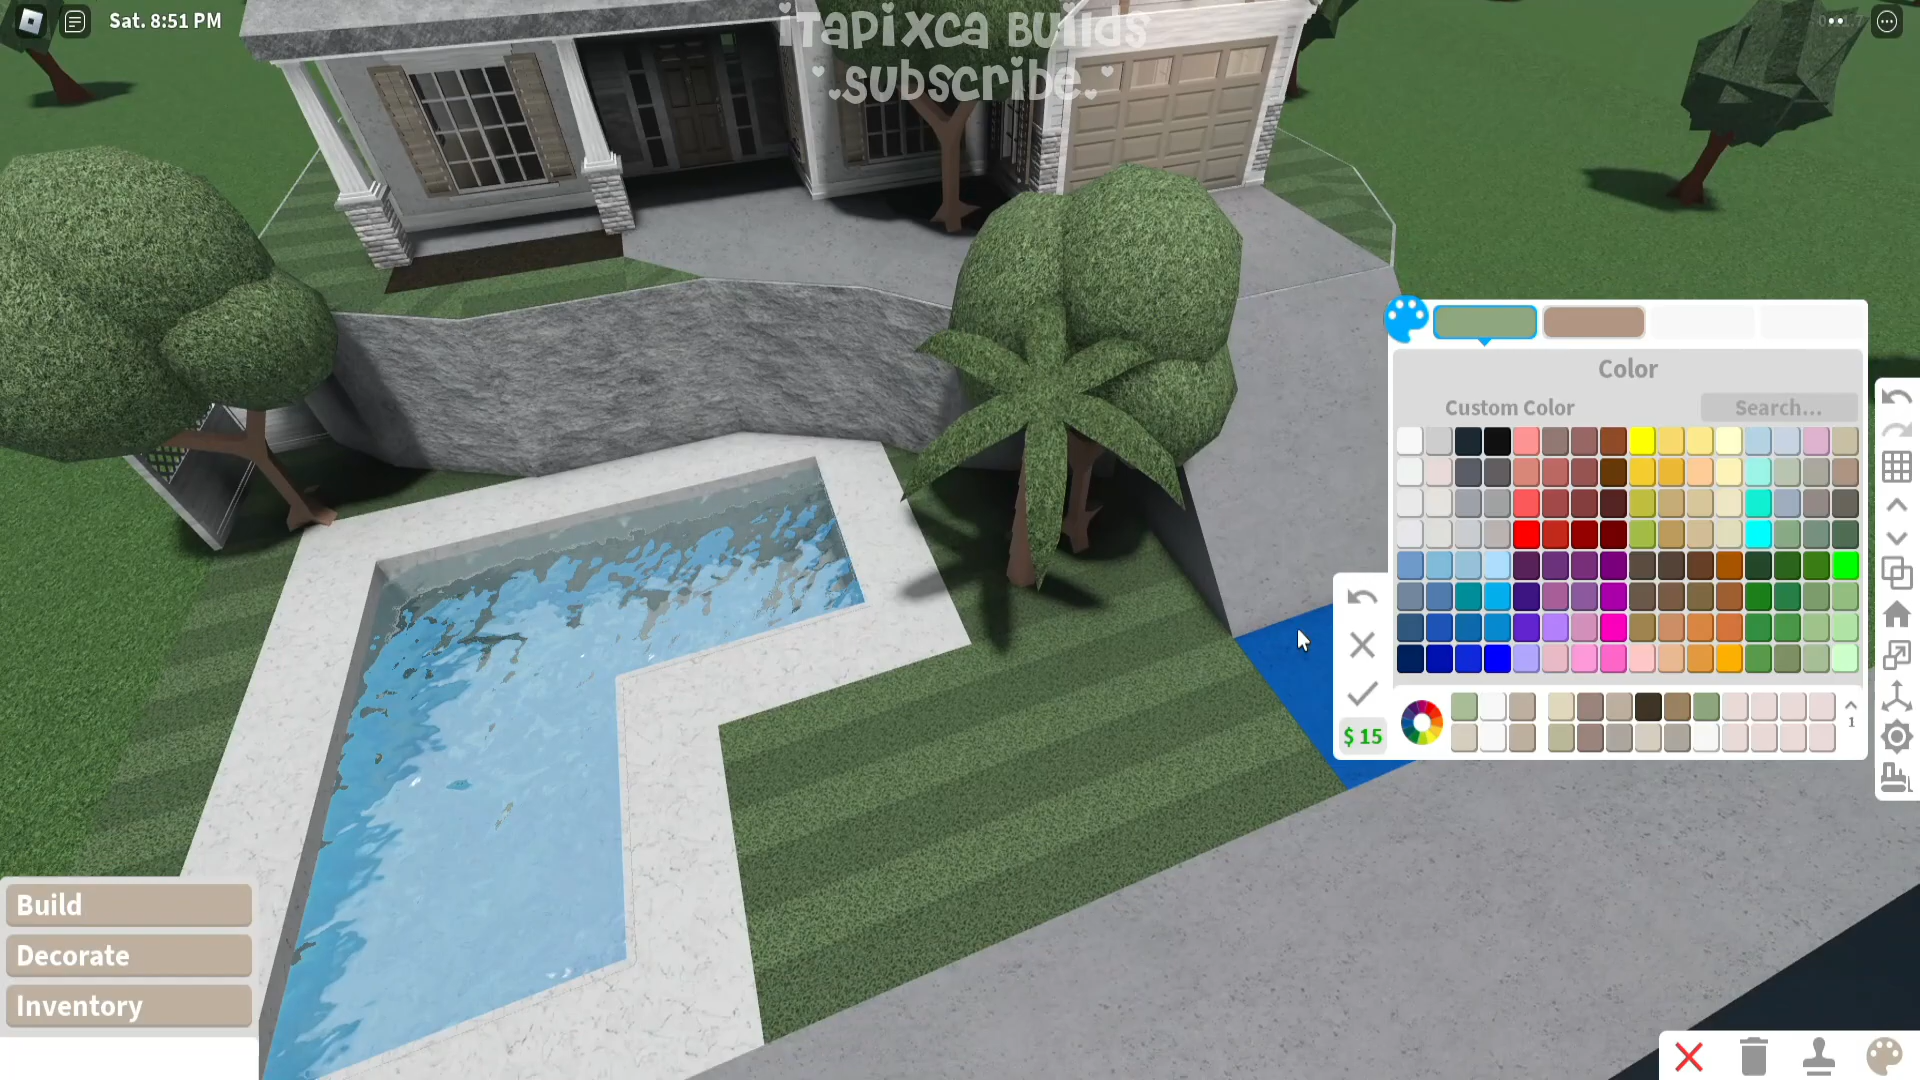 Sat. 8:51 PM
iTapixca Builds
.subscribe.
Color
Custom Color
Search...
1
$ 15
Build
Decorate
Inventory